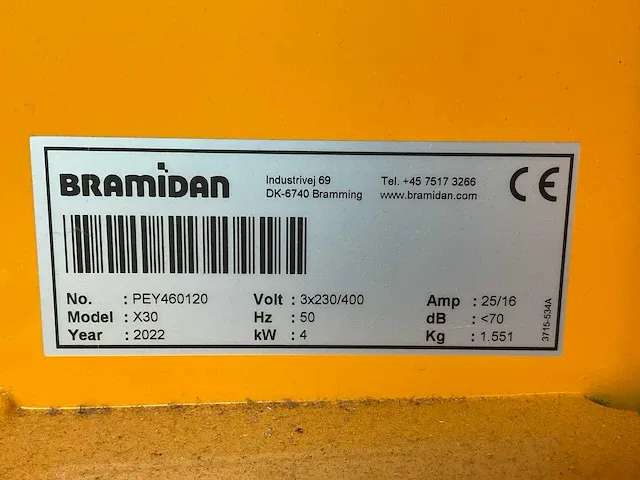 BRAMIDAN
Industrivej 69
DK-6740 Bramming
Tel. +45 7517 3266
www.bramidan.com
CE
No. : PEY460120
Model : X30
Year : 2022
Volt : 3x230/400
Hz : 50
kW : 4
Amp : 25/16
dB : <70
Kg : 1.551
3715-534A